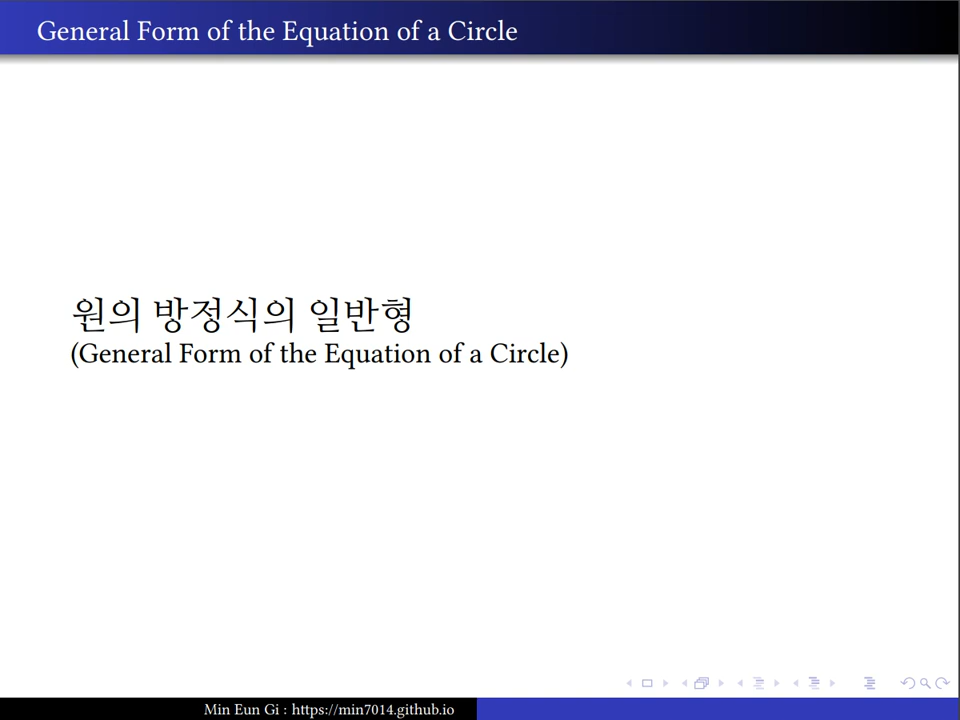 General Form of the Equation of a Circle
원의 방정식의 일반형
(General Form of the Equation of a Circle)
Min Eun Gi : https://min7014.github.io